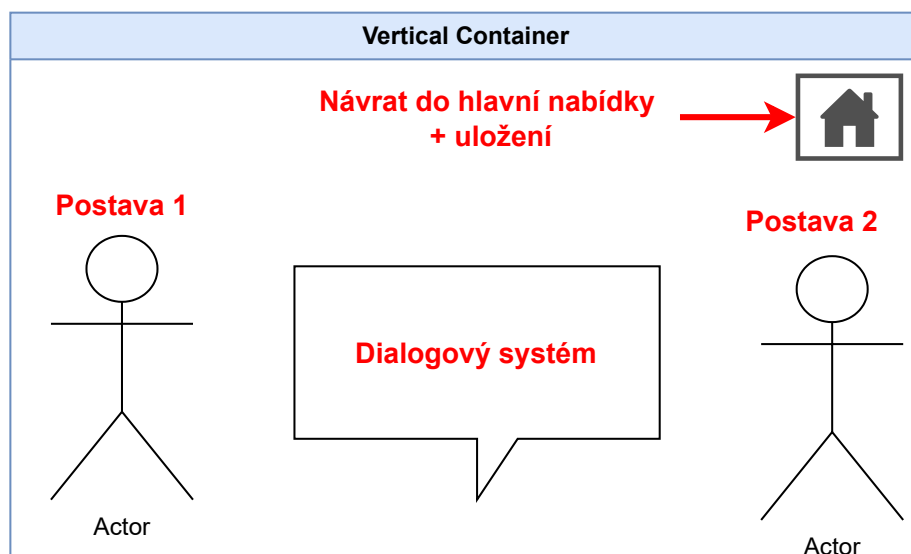 Vertical Container
Návrat do hlavní nabídky
+ uložení
Postava 1
Postava 2
Dialogový systém
Actor
Actor